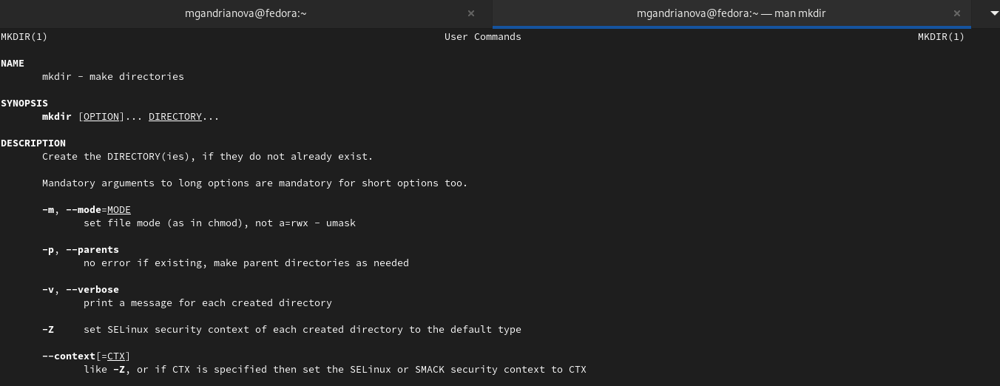 mgandrianova@fedora:~ × mgandrianova@fedora:~ — man mkdir ×
MKDIR(1) User Commands MKDIR(1)
NAME
mkdir - make directories
SYNOPSIS
mkdir [OPTION]... DIRECTORY...
DESCRIPTION
Create the DIRECTORY(ies), if they do not already exist.
Mandatory arguments to long options are mandatory for short options too.
-m, --mode=MODE
set file mode (as in chmod), not a=rwx - umask
-p, --parents
no error if existing, make parent directories as needed
-v, --verbose
print a message for each created directory
-Z set SELinux security context of each created directory to the default type
--context[=CTX]
like -Z, or if CTX is specified then set the SELinux or SMACK security context to CTX